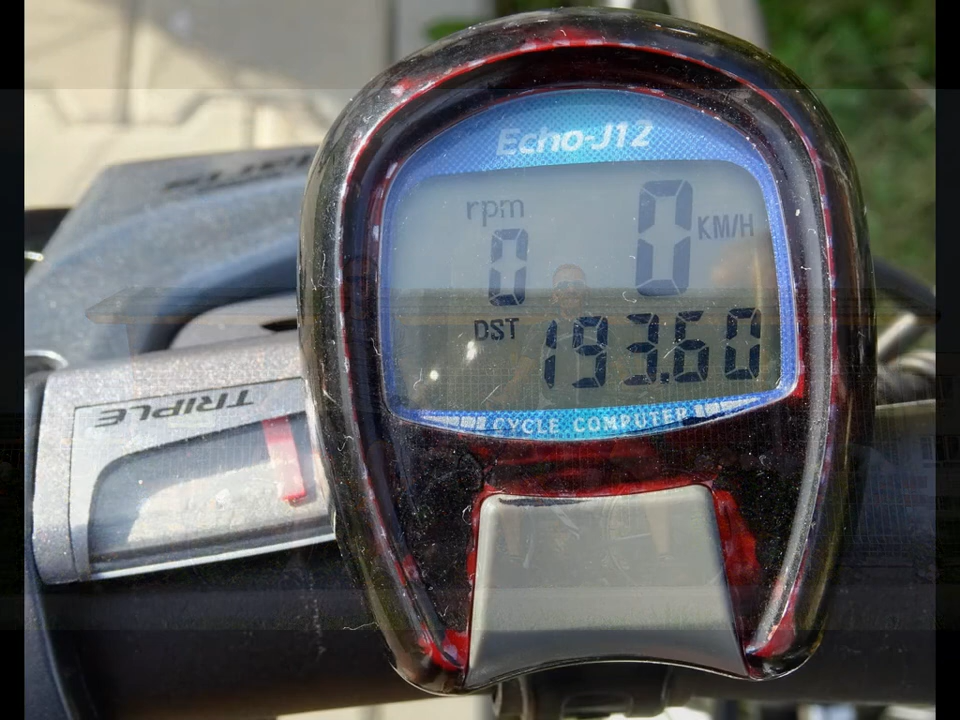 Echo-J12
rpm
0
0 KM/H
DST 193.60
CYCLE COMPUTER
TRIPLE